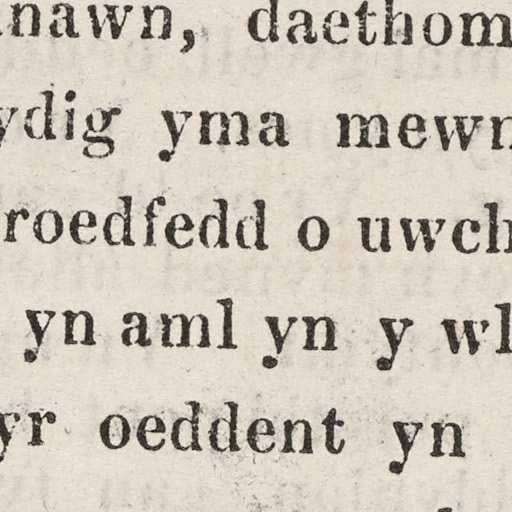 nawn, daethom
ydig yma mewn
roedfedd o uwch
yn aml yn y wl
yr oeddent yn